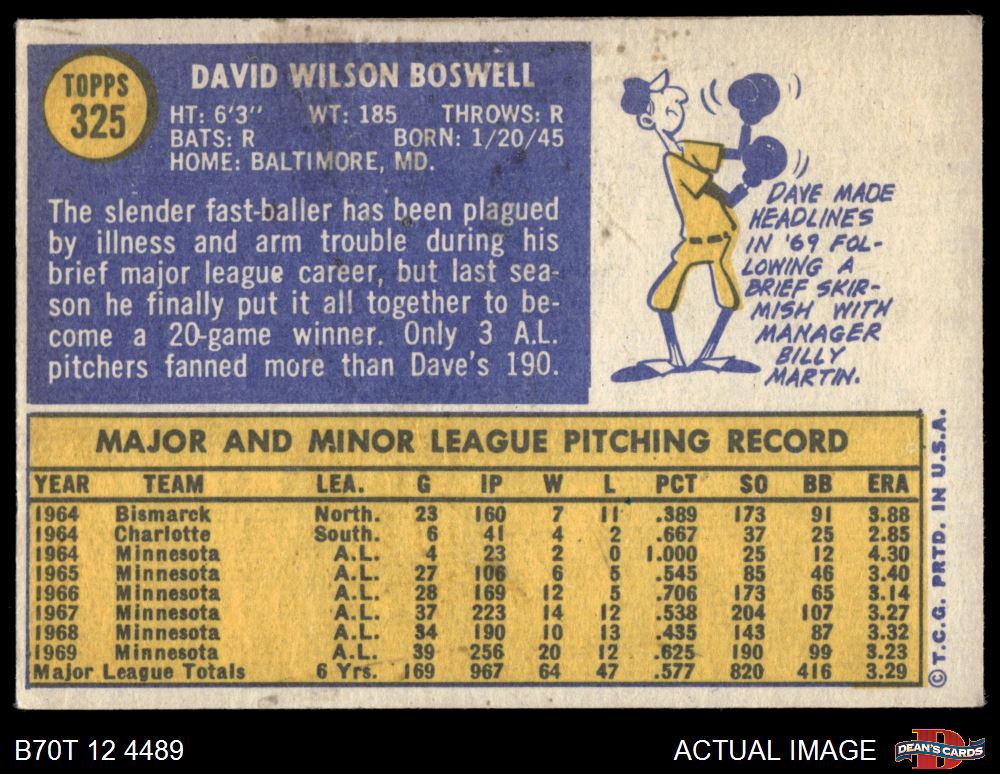 TOPPS
325
DAVID WILSON BOSWELL
HT: 6'3" WT: 185 THROWS: R
BATS: R BORN: 1/20/45
HOME: BALTIMORE, MD.
The slender fast-baller has been plagued
by illness and arm trouble during his
brief major league career, but last sea-
son he finally put it all together to be-
come a 20-game winner. Only 3 A.L.
pitchers fanned more than Dave's 190.
DAVE MADE
HEADLINES
IN '69 FOL-
LOWING A
BRIEF SKIR-
MISH WITH
MANAGER
BILLY
MARTIN.
MAJOR AND MINOR LEAGUE PITCHING RECORD
YEAR TEAM LEA. G IP W L PCT SO BB ERA
1964 Bismarck North. 23 160 7 11 .389 173 91 3.88
1964 Charlotte South. 6 41 4 2 .667 37 25 2.85
1964 Minnesota A.L. 4 23 2 0 1.000 25 12 4.30
1965 Minnesota A.L. 27 106 6 5 .545 85 46 3.40
1966 Minnesota A.L. 28 169 12 5 .706 173 65 3.14
1967 Minnesota A.L. 37 223 14 12 .538 204 107 3.27
1968 Minnesota A.L. 34 190 10 13 .435 143 87 3.32
1969 Minnesota A.L. 39 256 20 12 .625 190 99 3.23
Major League Totals 6 Yrs. 169 967 64 47 .577 820 416 3.29
© T.C.G. PRTD. IN U.S.A.
B70T 12 4489
ACTUAL IMAGE
DEAN'S CARDS